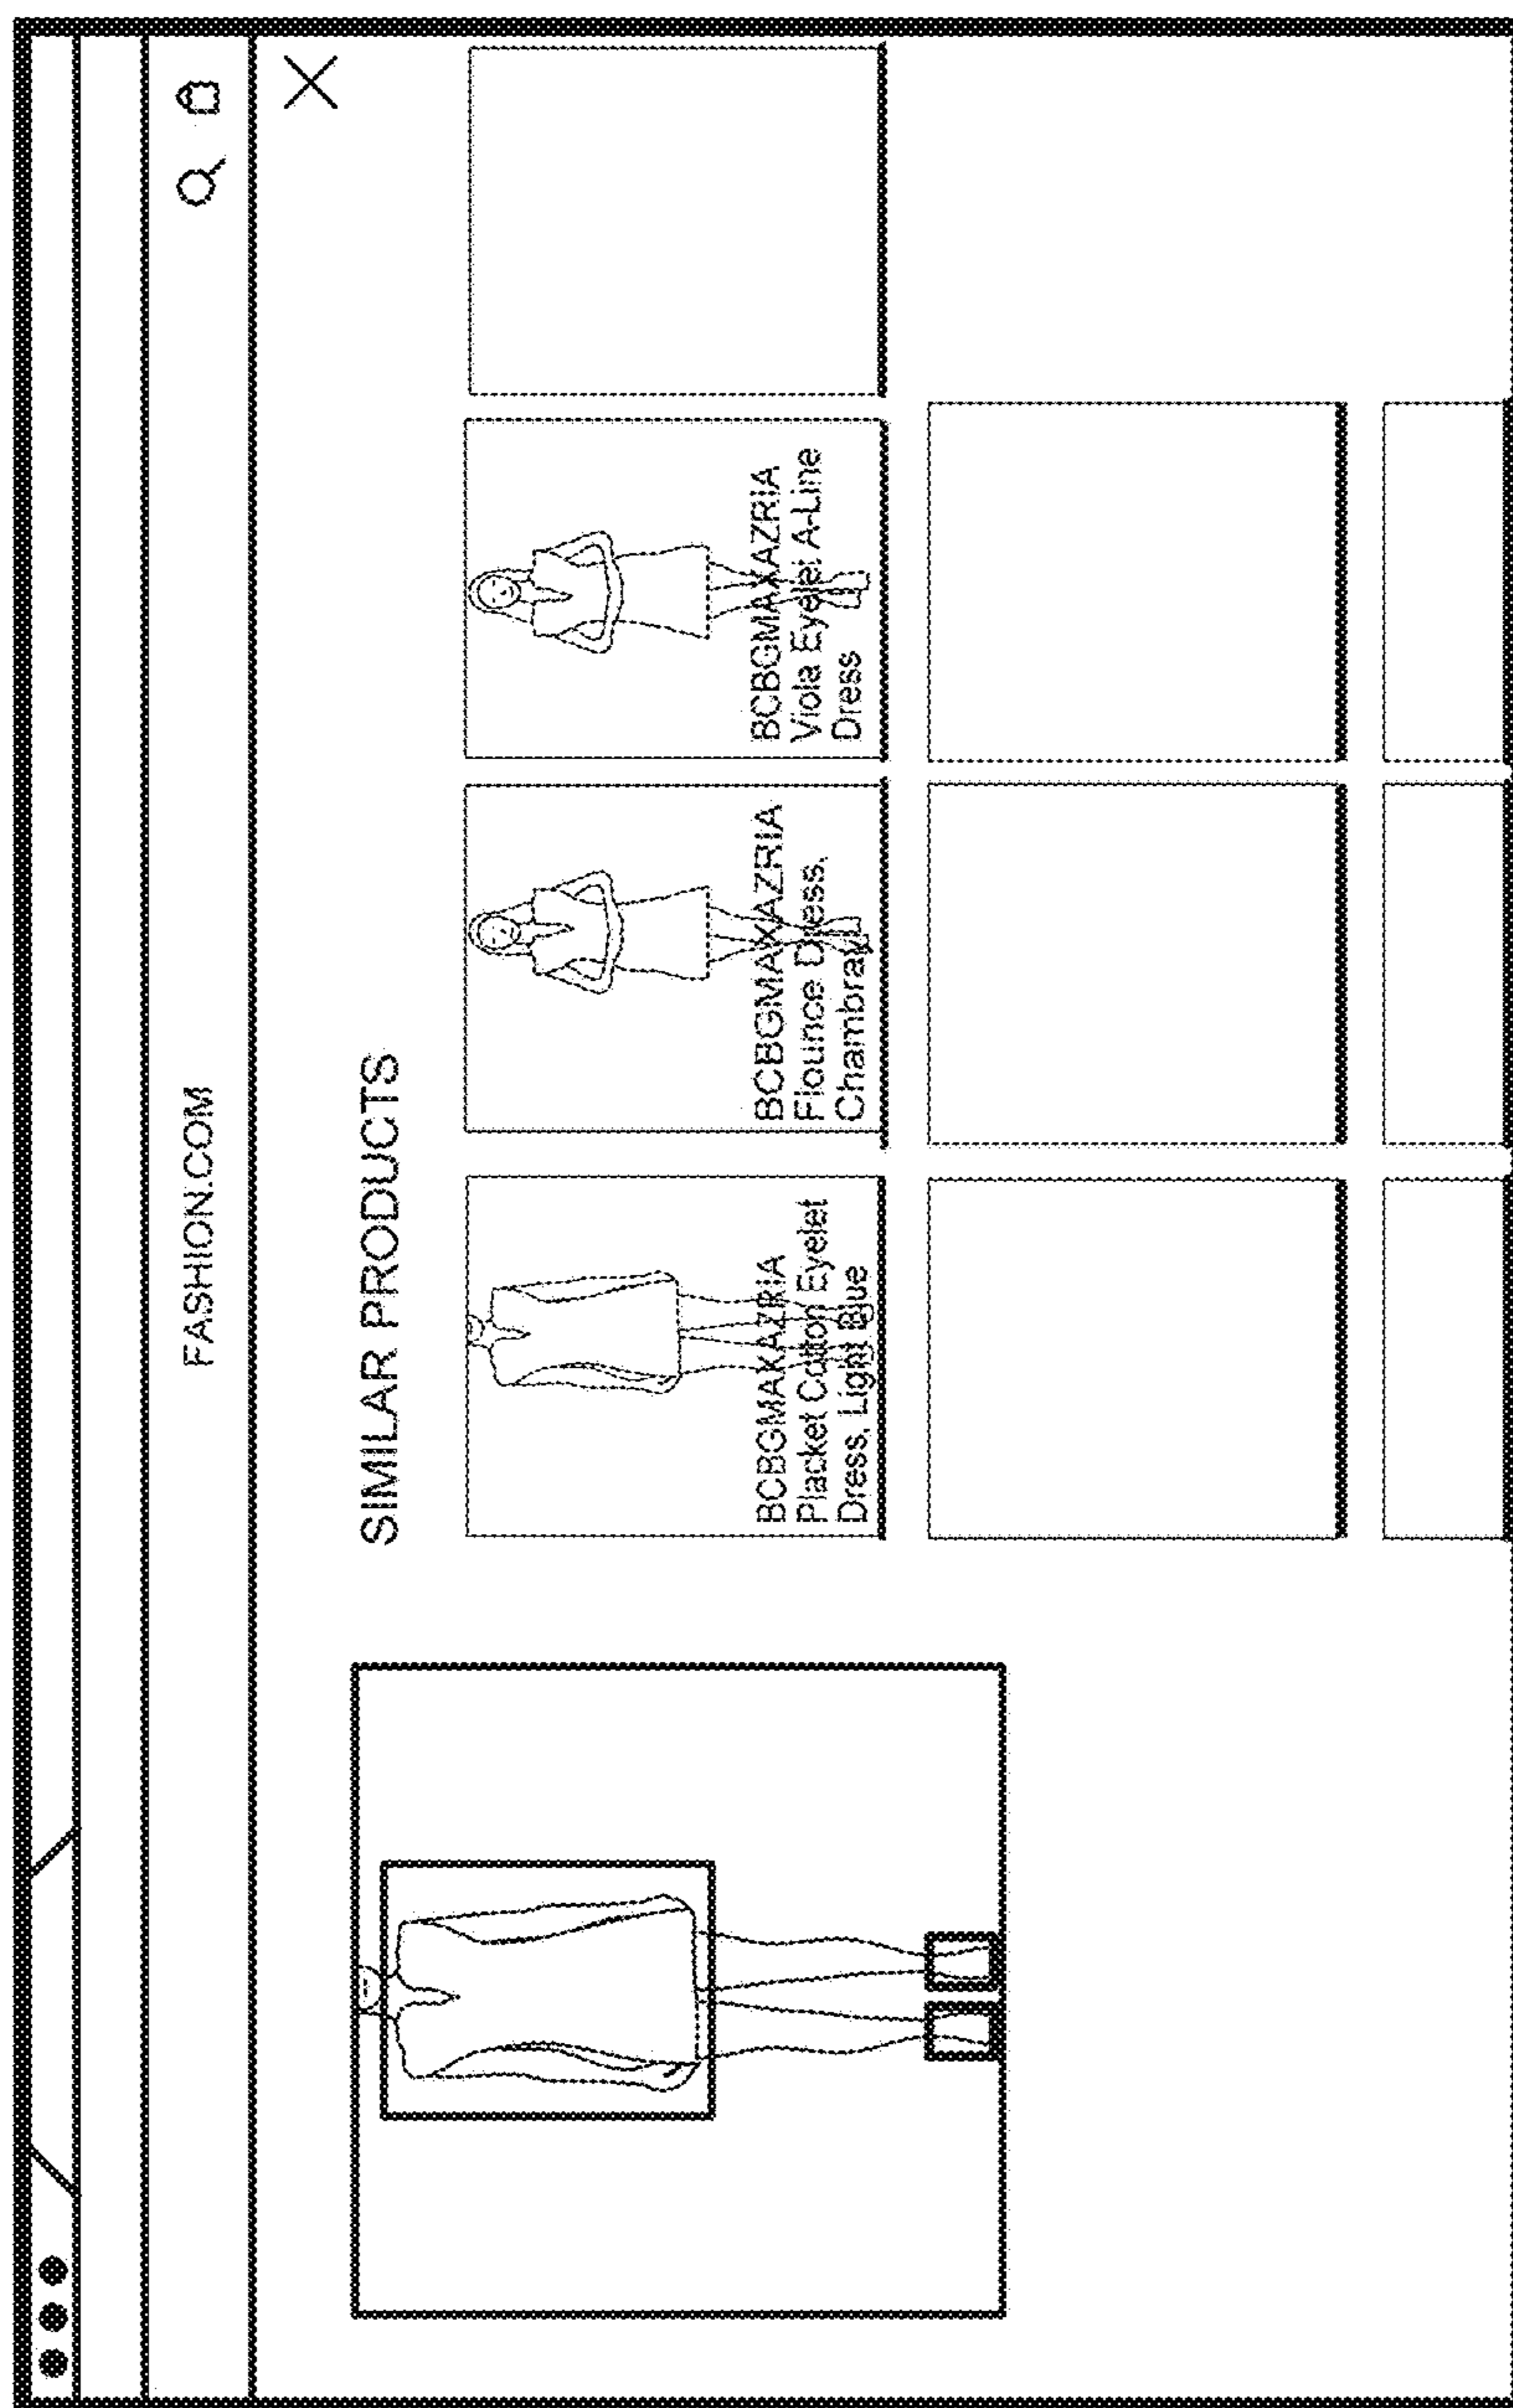 FASHION.COM
SIMILAR PRODUCTS
BCBGMAXAZRIA
Placket Cotton Eyelet
Dress, Light Blue
BCBGMAXAZRIA
Flounce Dress,
Chambray
BCBGMAXAZRIA
Viola Eyelet A-Line
Dress